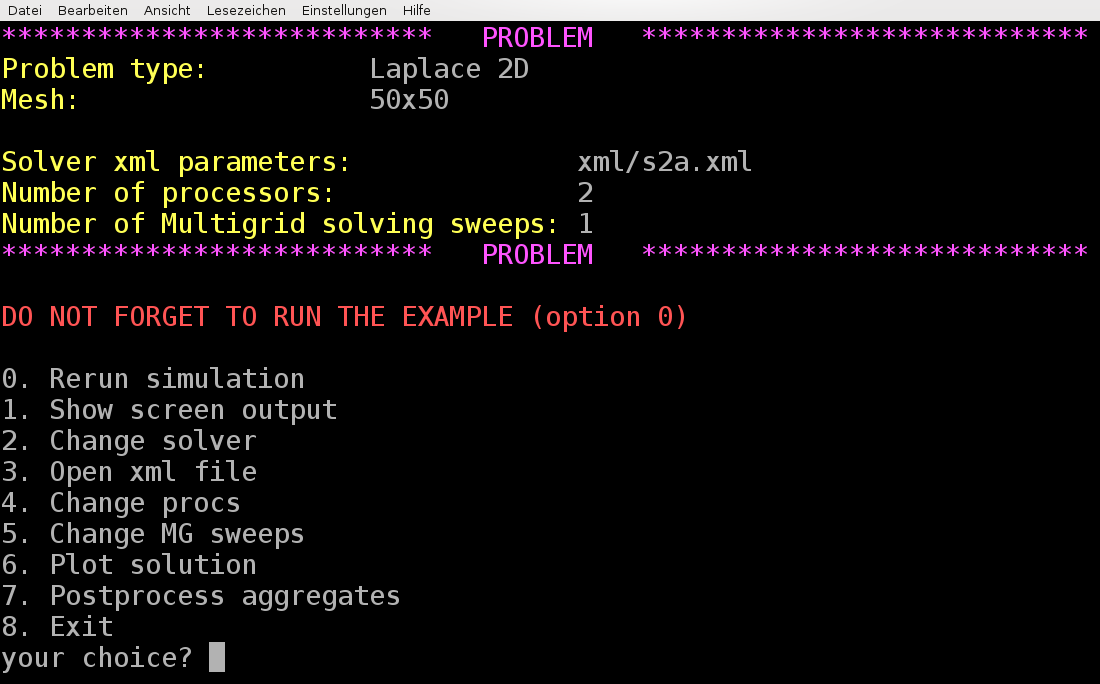 Datei Bearbeiten Ansicht Lesezeichen Einstellungen Hilfe
*************************** PROBLEM ****************************
Problem type: Laplace 2D
Mesh: 50x50
Solver xml parameters: xml/s2a.xml
Number of processors: 2
Number of Multigrid solving sweeps: 1
*************************** PROBLEM ****************************
DO NOT FORGET TO RUN THE EXAMPLE (option 0)
0. Rerun simulation
1. Show screen output
2. Change solver
3. Open xml file
4. Change procs
5. Change MG sweeps
6. Plot solution
7. Postprocess aggregates
8. Exit
your choice?